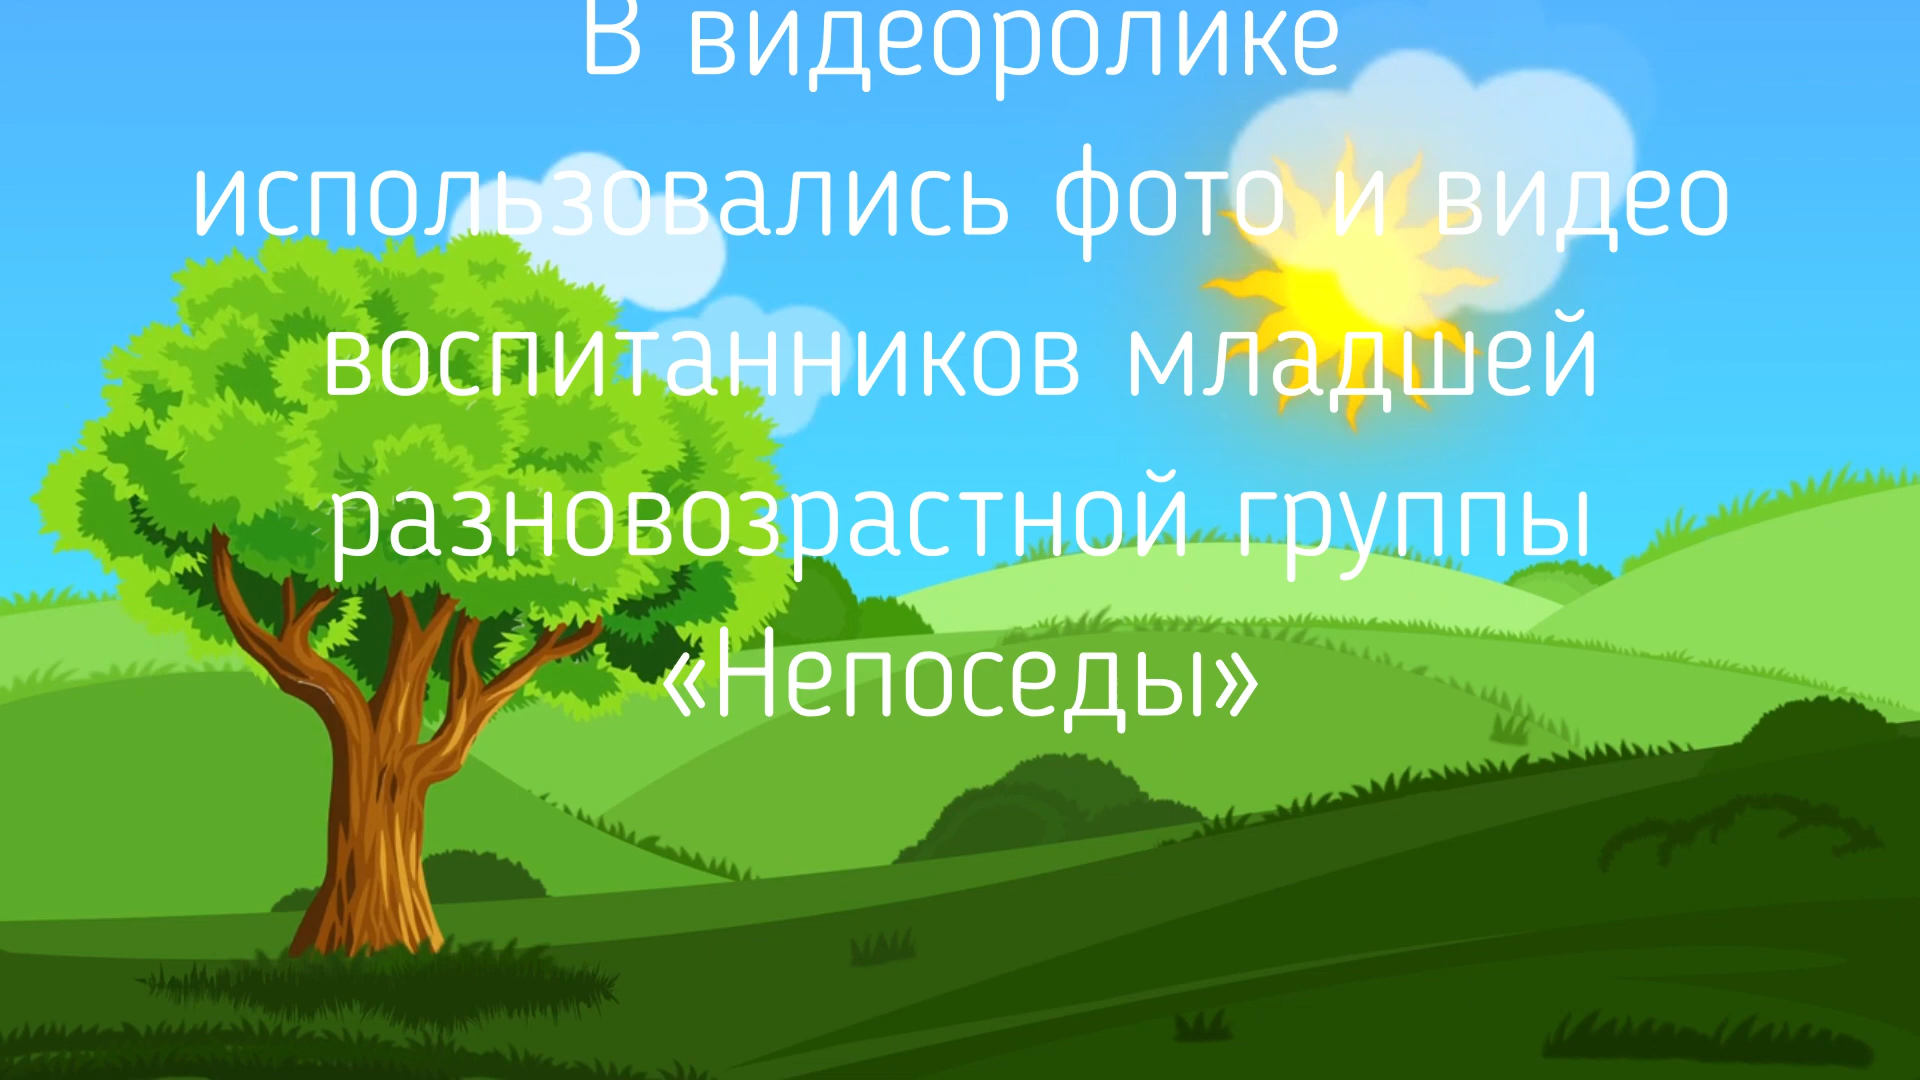 В видеоролике
использовались фото и видео
воспитанников младшей
разновозрастной группы
«Непоседы»